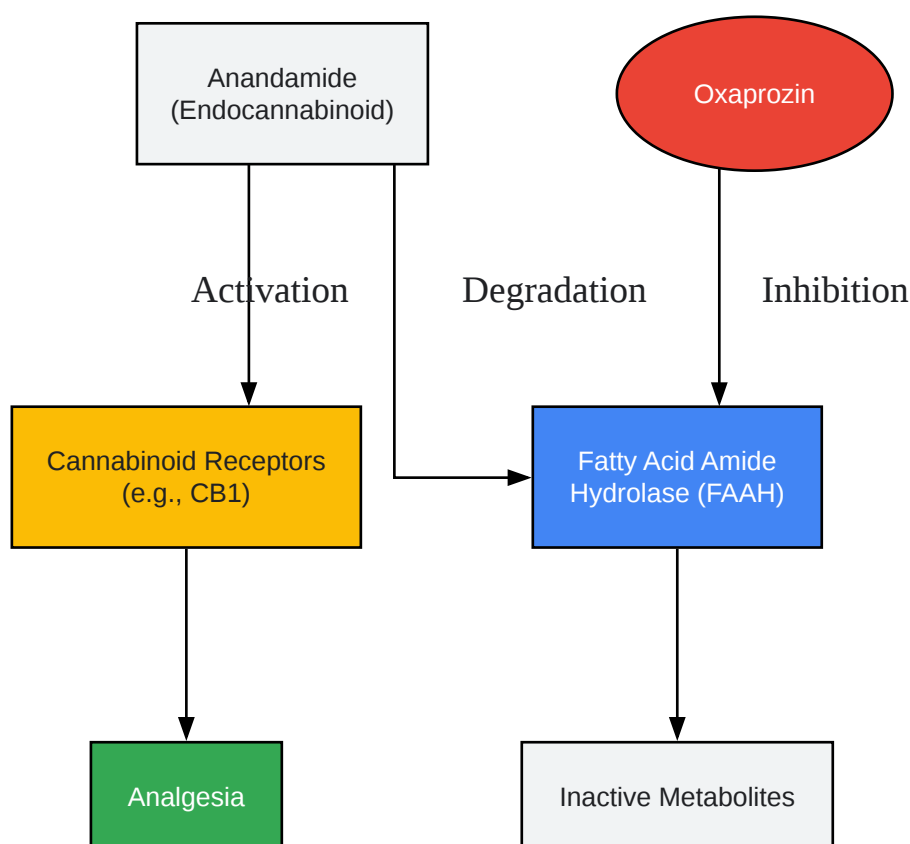 Anandamide
(Endocannabinoid)
Oxaprozin
Activation
Degradation
Inhibition
Cannabinoid Receptors
(e.g., CB1)
Fatty Acid Amide
Hydrolase (FAAH)
Analgesia
Inactive Metabolites